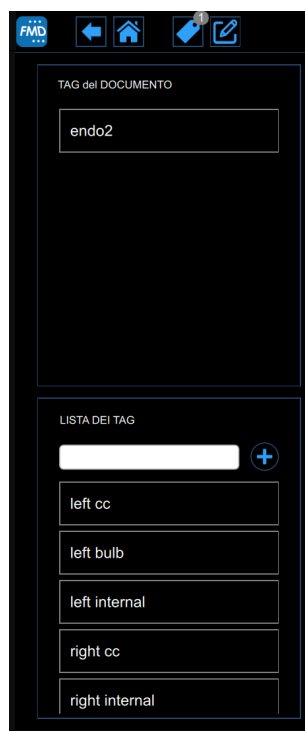 FMD
1
TAG del DOCUMENTO
endo2
LISTA DEI TAG
left cc
left bulb
left internal
right cc
right internal